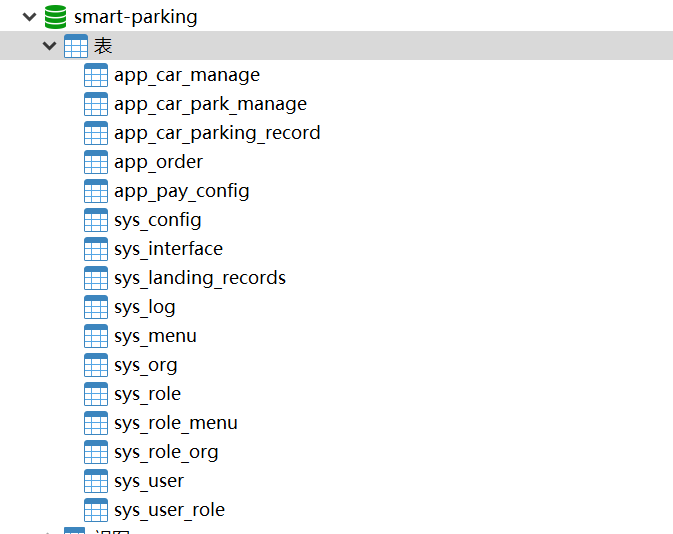 smart-parking
表
app_car_manage
app_car_park_manage
app_car_parking_record
app_order
app_pay_config
sys_config
sys_interface
sys_landing_records
sys_log
sys_menu
sys_org
sys_role
sys_role_menu
sys_role_org
sys_user
sys_user_role